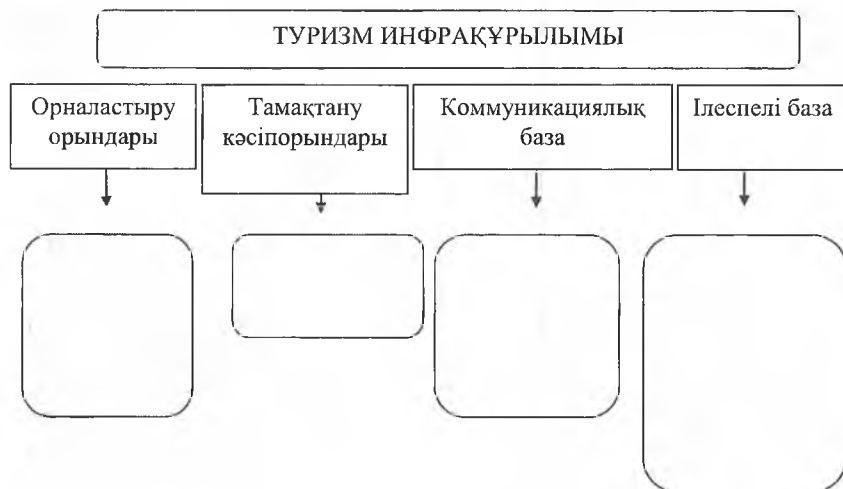 ТУРИЗМ ИНФРАҚҰРЫЛЫМЫ
Орналастыру
орындары
Тамақтану
кәсіпорындары
Коммуникациялық
база
Ілеспелі база